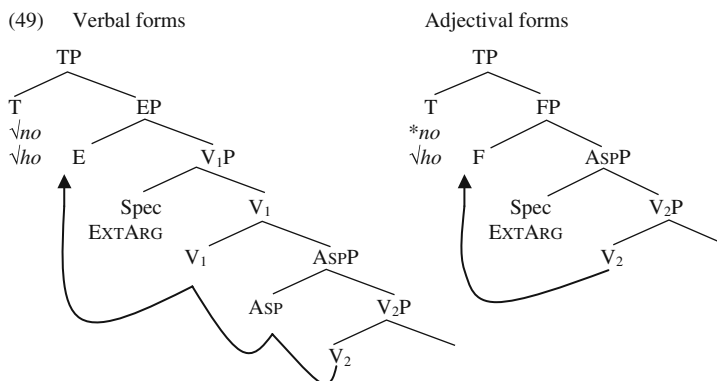 (49) Verbal forms Adjectival forms
TP TP
T EP T FP
√no *no
√ho E V₁P √ho F ASPP
Spec V₁ Spec V₂P
EXTARG EXTARG
V₁ ASPP V₂
ASP V₂P
V₂